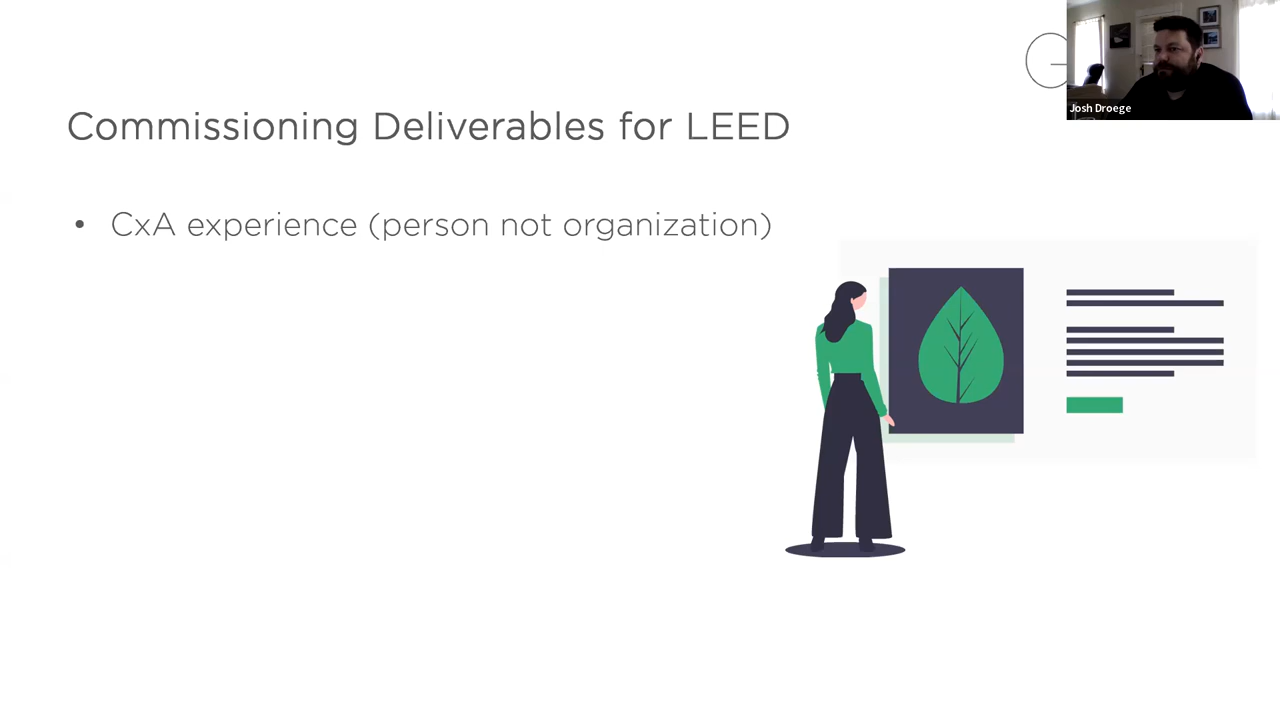 Commissioning Deliverables for LEED
• CxA experience (person not organization)
Josh Droege